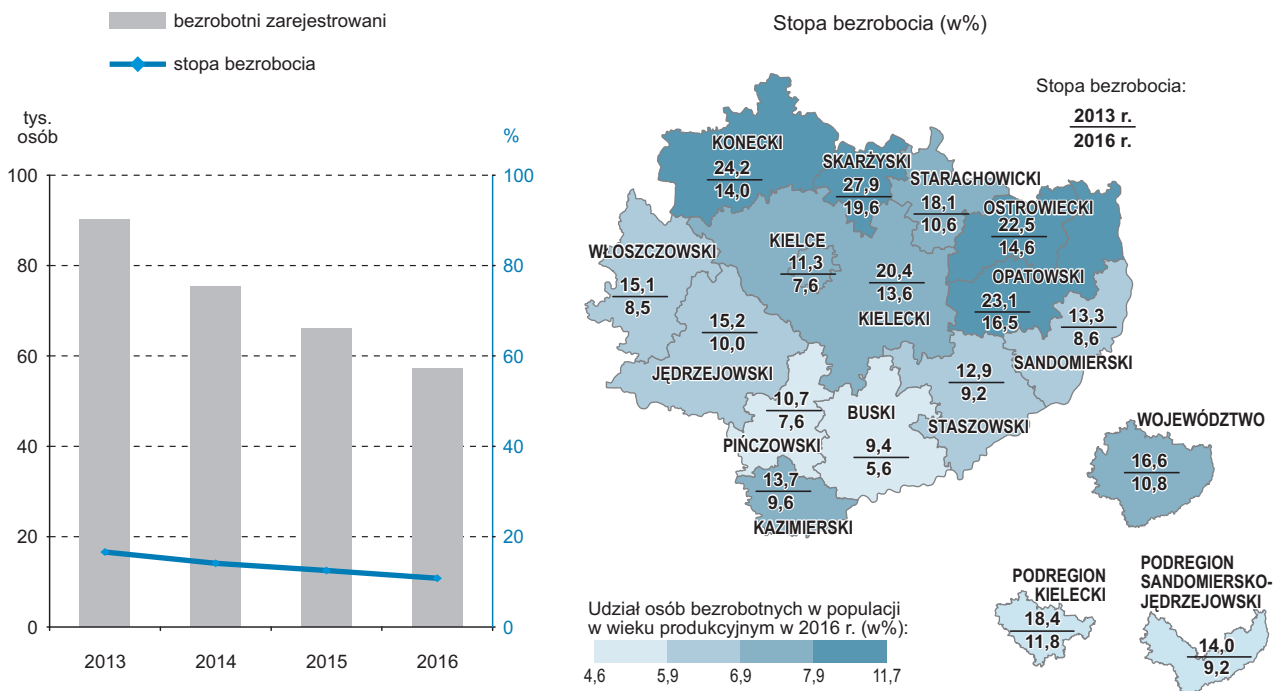 bezrobotni zarejestrowani
stopa bezrobocia
tys.
osób
%
100
80
60
40
20
0
100
80
60
40
20
0
2013
2014
2015
2016
Stopa bezrobocia (w%)
Stopa bezrobocia:
2013 r.
2016 r.
KONECKI
24,2
14,0
SKARŻYSKI
27,9
19,6
STARACHOWICKI
18,1
10,6
OSTROWIECKI
22,5
14,6
WŁOSZCZOWSKI
15,1
8,5
KIELCE
11,3
7,6
20,4
13,6
KIELECKI
OPATOWSKI
23,1
16,5
13,3
8,6
SANDOMIERSKI
15,2
10,0
JĘDRZEJOWSKI
12,9
9,2
STASZOWSKI
10,7
7,6
PIŃCZOWSKI
BUSKI
9,4
5,6
13,7
9,6
KAZIMIERSKI
WOJEWÓDZTWO
16,6
10,8
PODREGION
KIELECKI
18,4
11,8
PODREGION
SANDOMIERSKO-
JĘDRZEJOWSKI
14,0
9,2
Udział osób bezrobotnych w populacji
w wieku produkcyjnym w 2016 r. (w%):
4,6 5,9 6,9 7,9 11,7